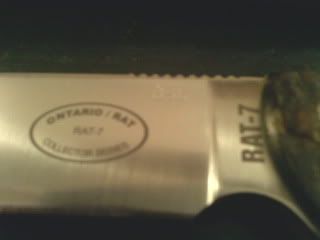 ONTARIO / RAT
RAT-7
COLLECTOR SERIES
RAT-7